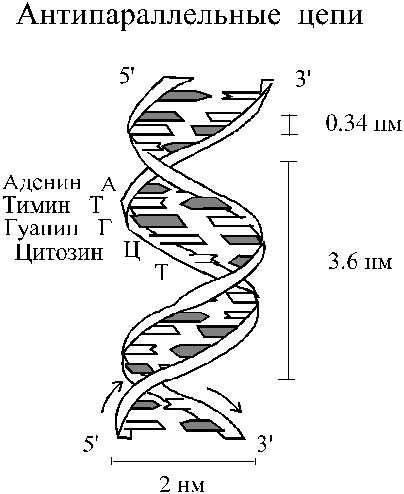 Антипараллельные цепи
5' 3'
0.34 нм
Аденин А
Тимин Т
Гуанин Г
Цитозин Ц
Т
3.6 нм
5' 3'
2 нм